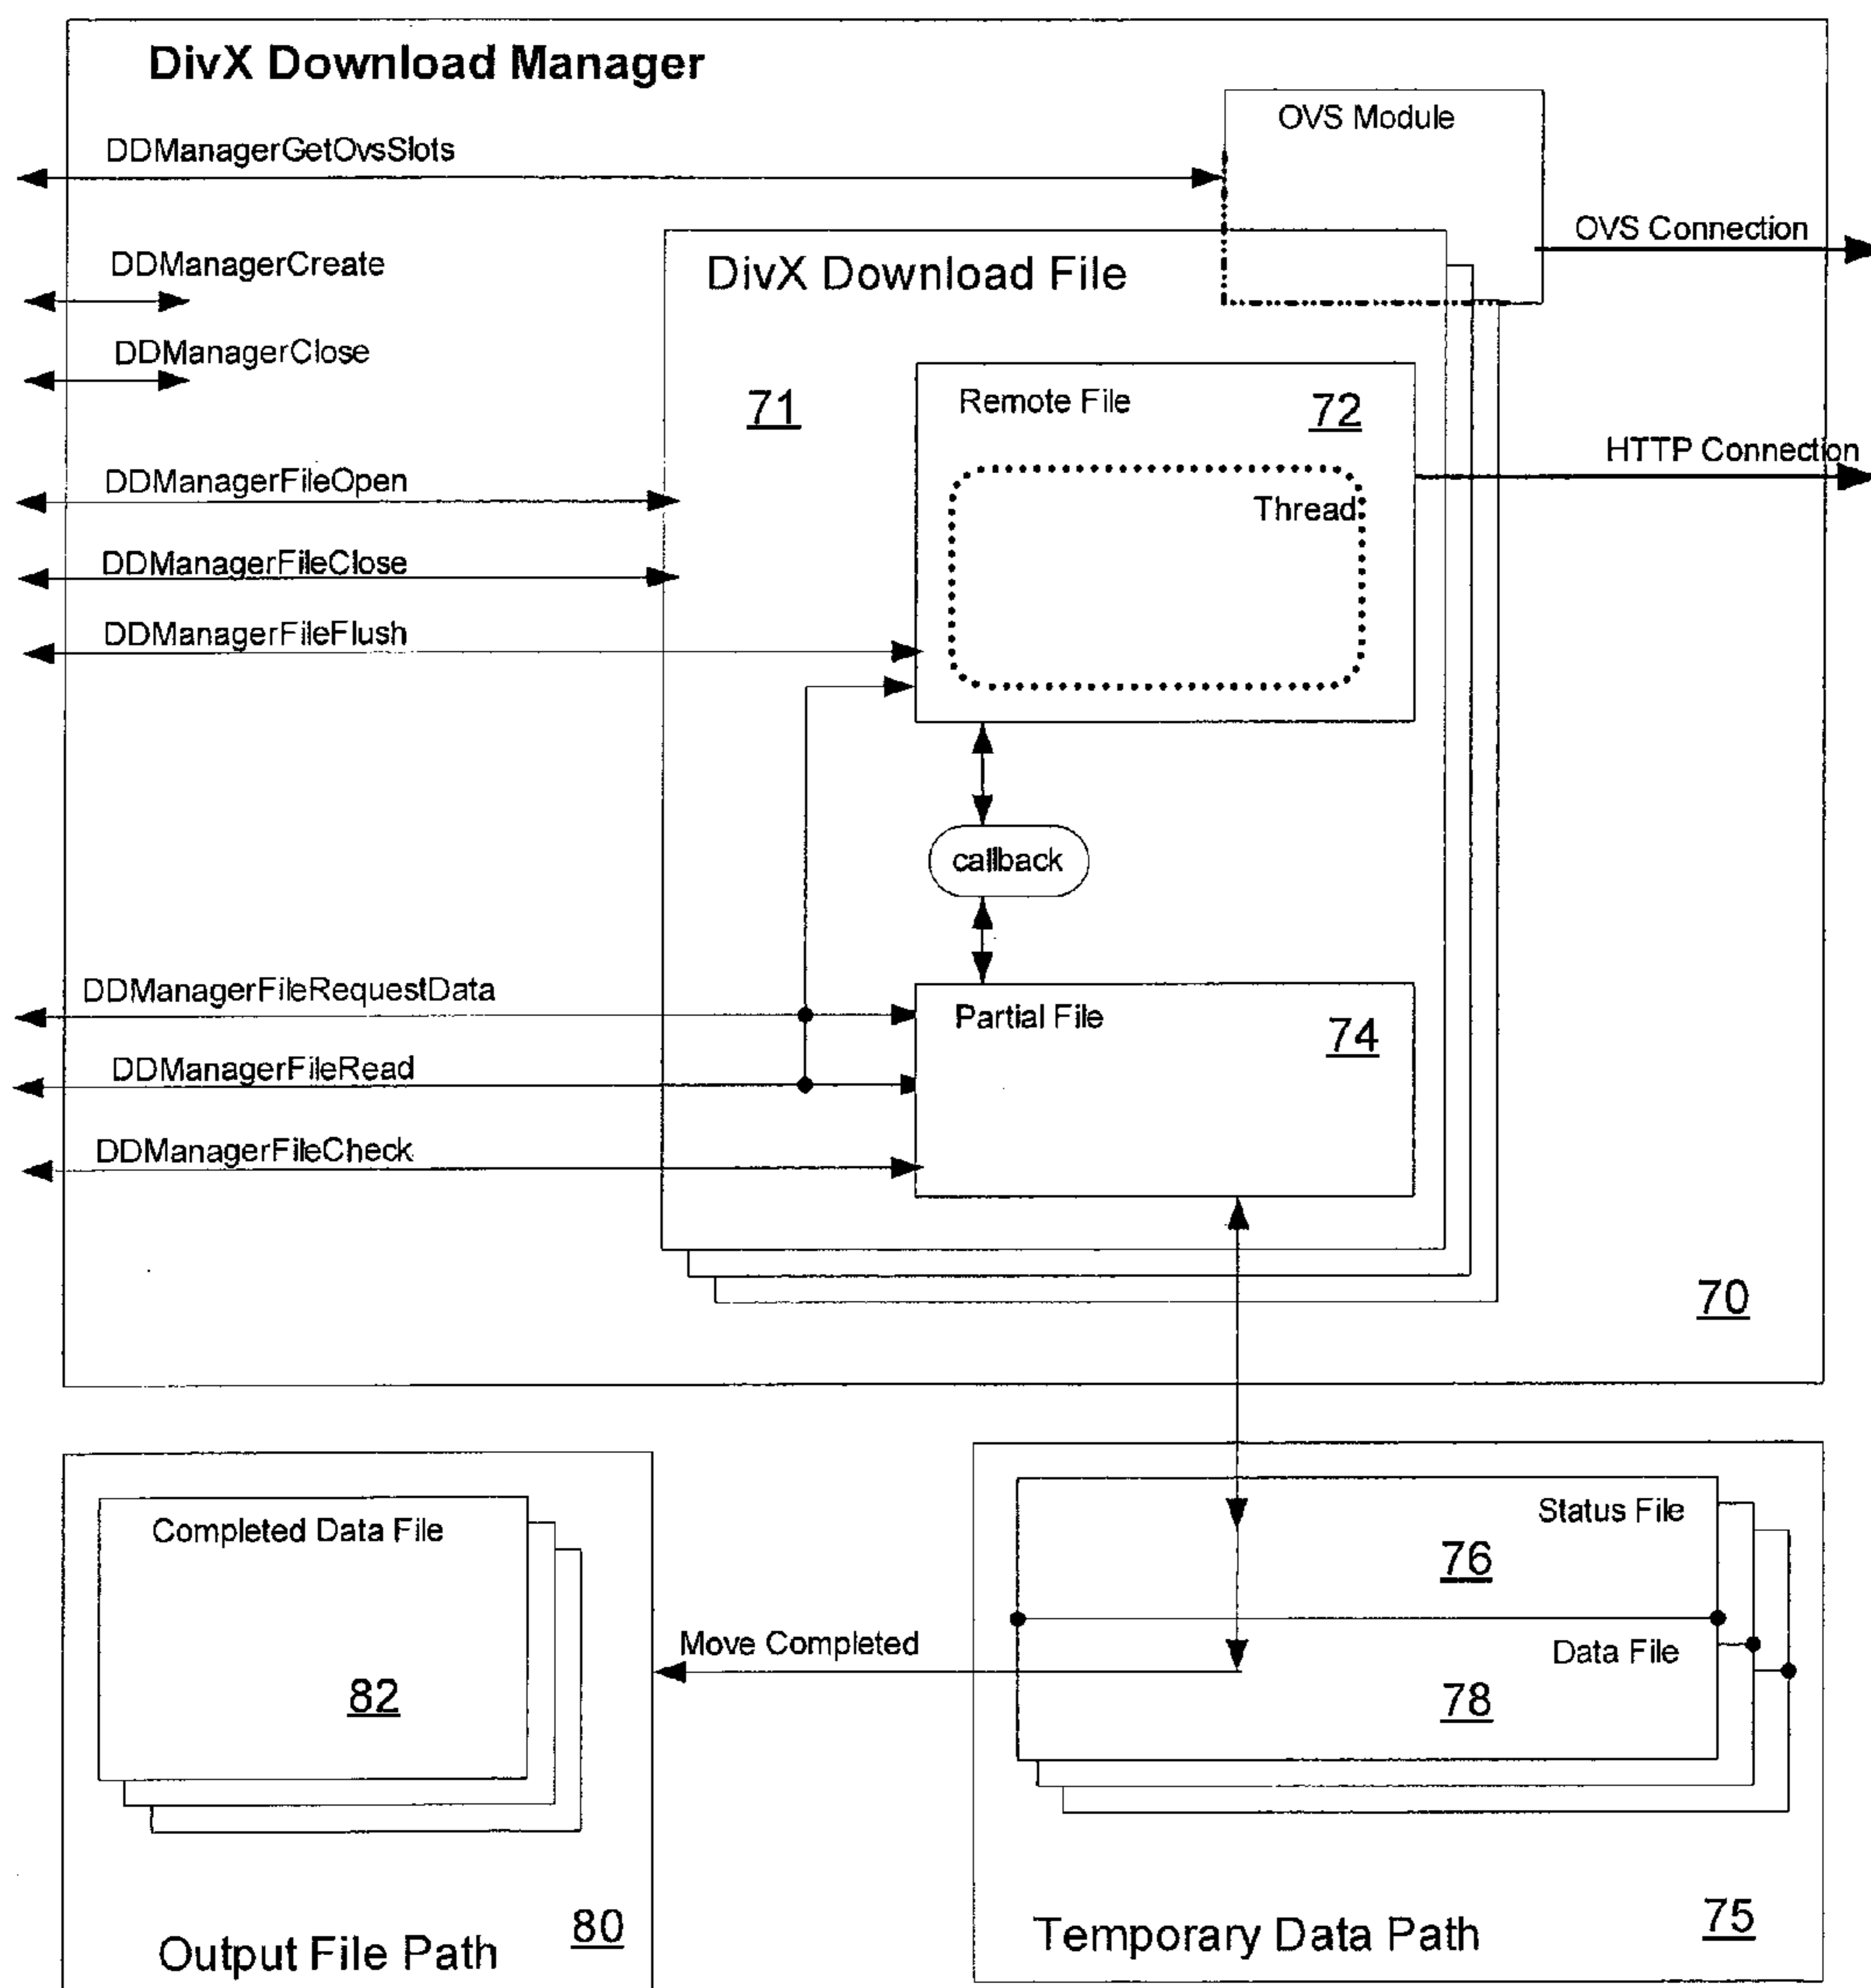 DivX Download Manager
OVS Module
DDManagerGetOvsSlots
OVS Connection
DDManagerCreate
DivX Download File
DDManagerClose
71
Remote File
72
HTTP Connection
DDManagerFileOpen
Thread
DDManagerFileClose
DDManagerFileFlush
callback
DDManagerFileRequestData
Partial File
74
DDManagerFileRead
DDManagerFileCheck
70
Completed Data File
Status File
76
Move Completed
Data File
82
78
Output File Path
80
Temporary Data Path
75